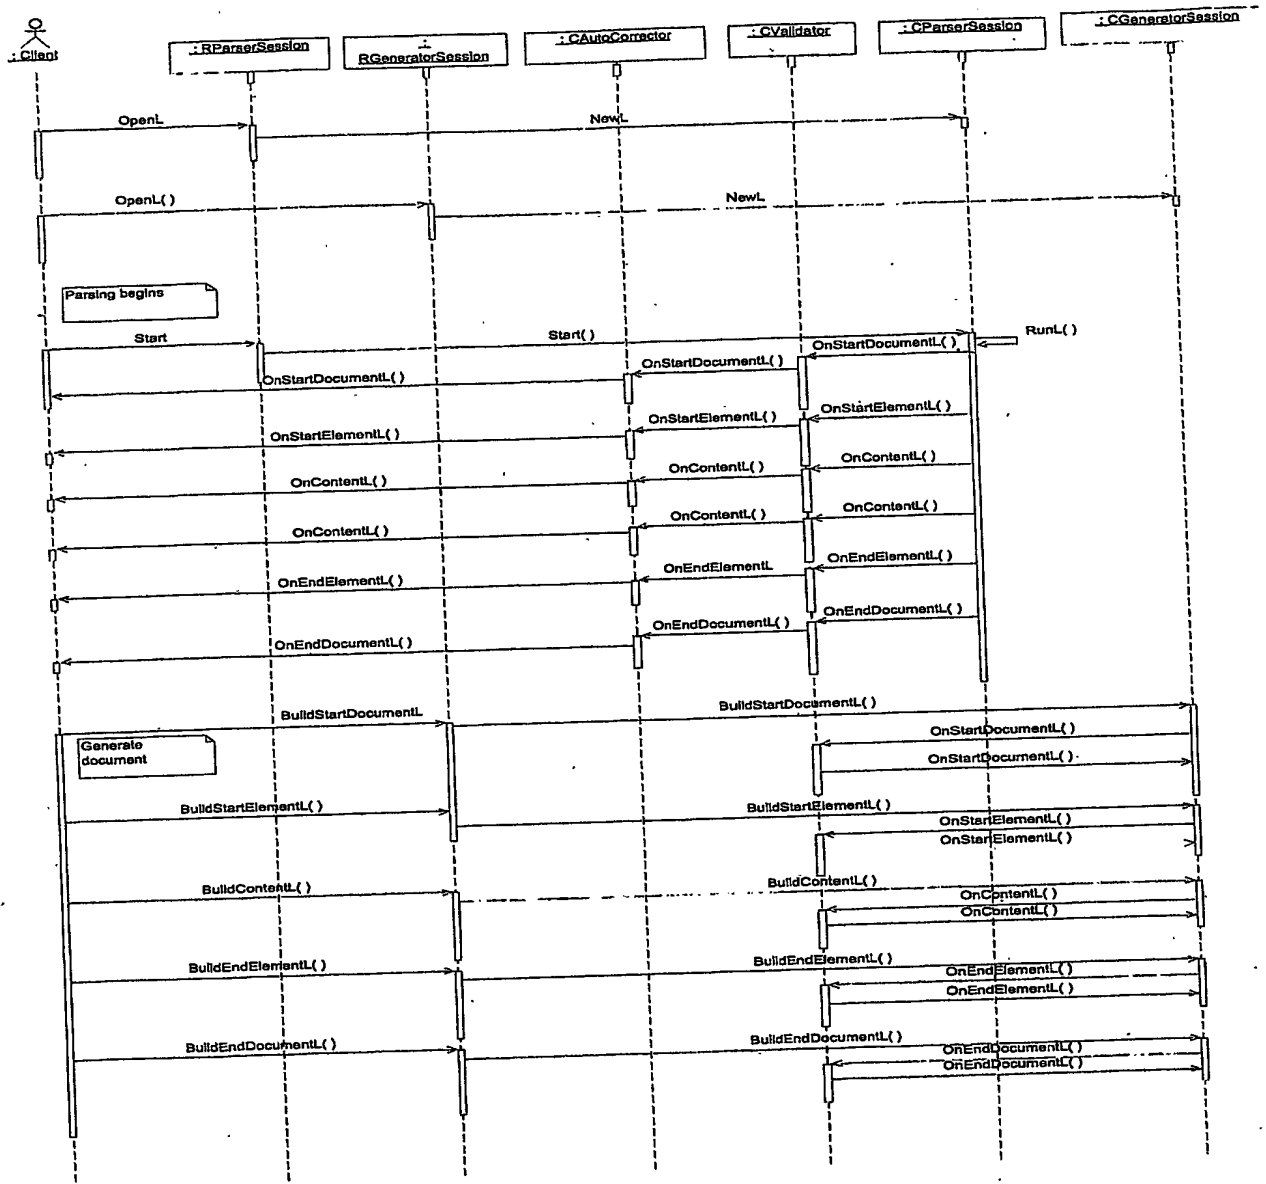 : Client
: RParserSession
:
RGeneratorSession
: CAutoCorrector
: CValidator
: CParserSession
: CGeneratorSession
OpenL
NewL
OpenL( )
NewL
Parsing begins
Start
Start( )
RunL( )
OnStartDocumentL( )
OnStartDocumentL( )
OnStartDocumentL( )
OnStartElementL( )
OnStartElementL( )
OnStartElementL( )
OnContentL( )
OnContentL( )
OnContentL( )
OnContentL( )
OnContentL( )
OnContentL( )
OnEndElementL( )
OnEndElementL
OnEndElementL( )
OnEndDocumentL( )
OnEndDocumentL( )
OnEndDocumentL( )
BuildStartDocumentL
BuildStartDocumentL( )
Generate
document
OnStartDocumentL( )
OnStartDocumentL( )
BuildStartElementL( )
BuildStartElementL( )
OnStartElementL( )
OnStartElementL( )
BuildContentL( )
BuildContentL( )
OnContentL( )
OnContentL( )
BuildEndElementL( )
BuildEndElementL( )
OnEndElementL( )
OnEndElementL( )
BuildEndDocumentL( )
BuildEndDocumentL( )
OnEndDocumentL( )
OnEndDocumentL( )